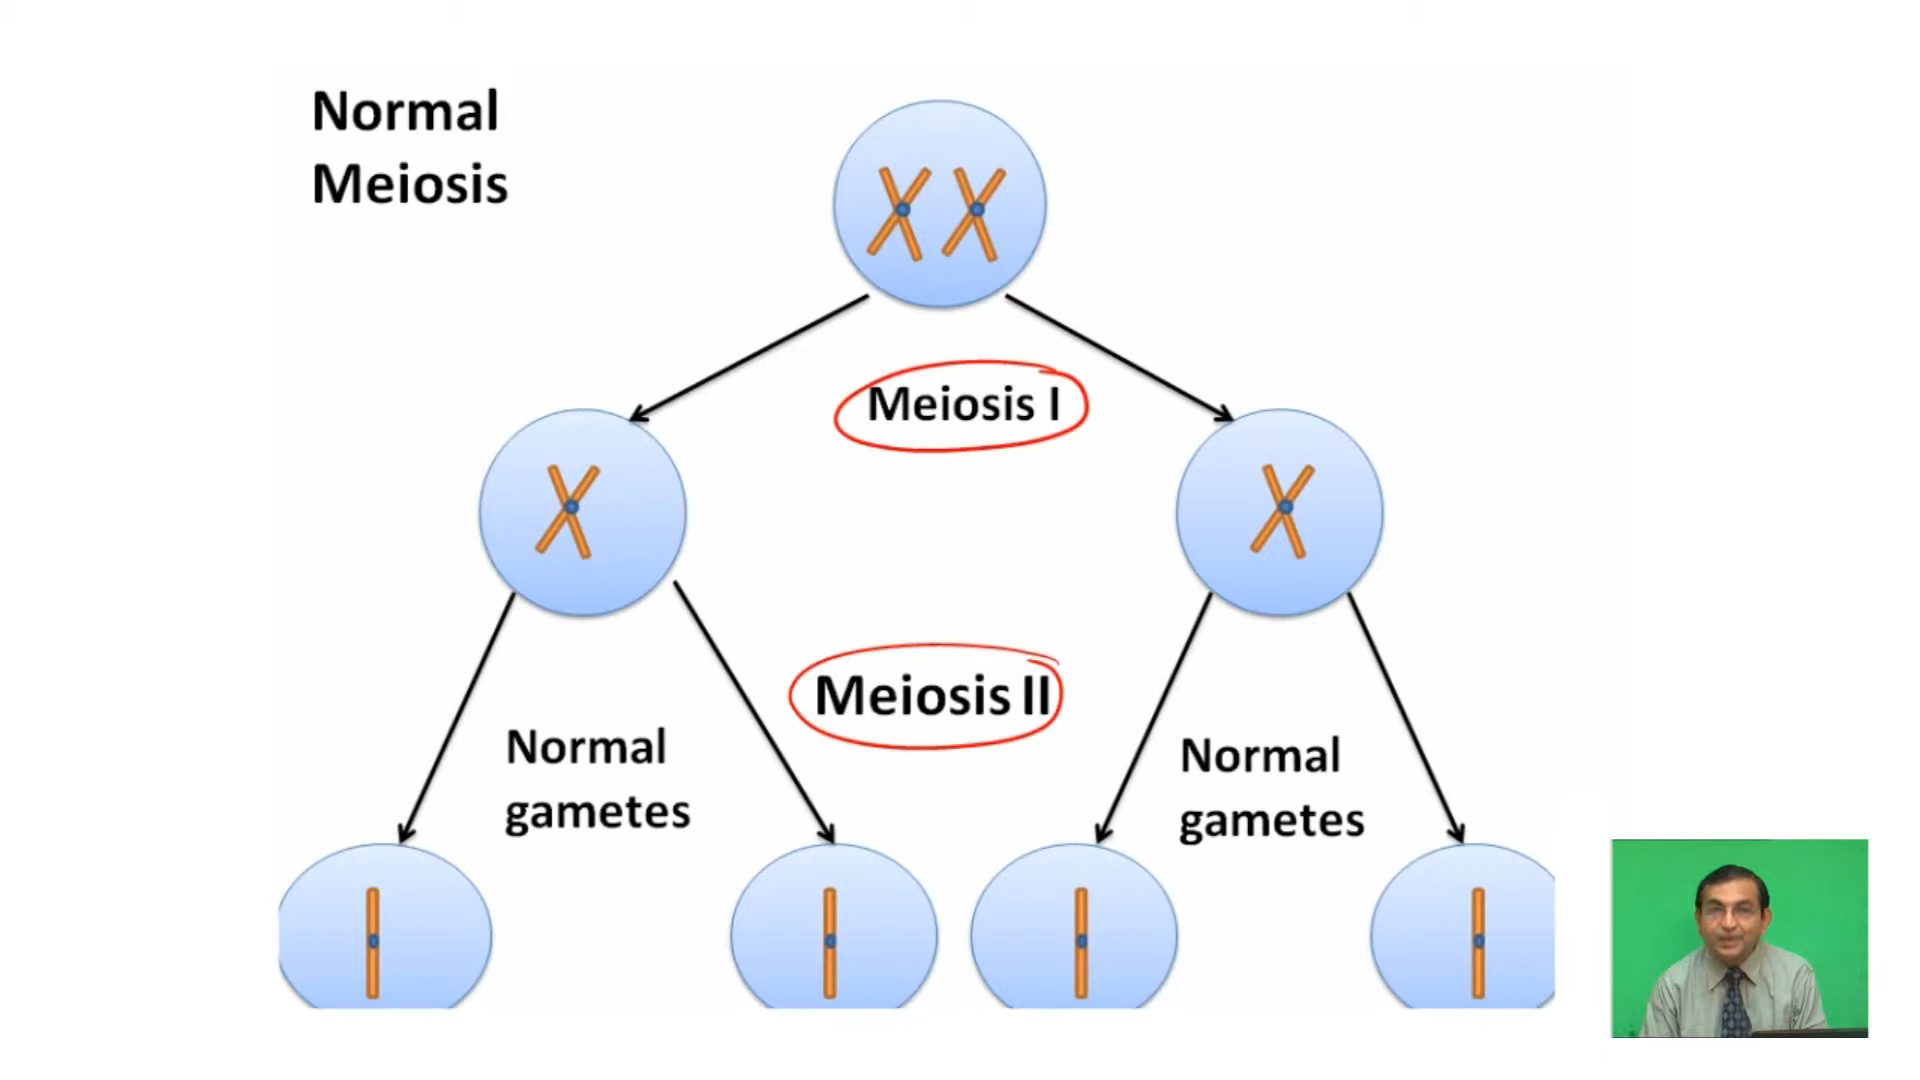 Normal
Meiosis
Meiosis I
Meiosis II
Normal
gametes
Normal
gametes